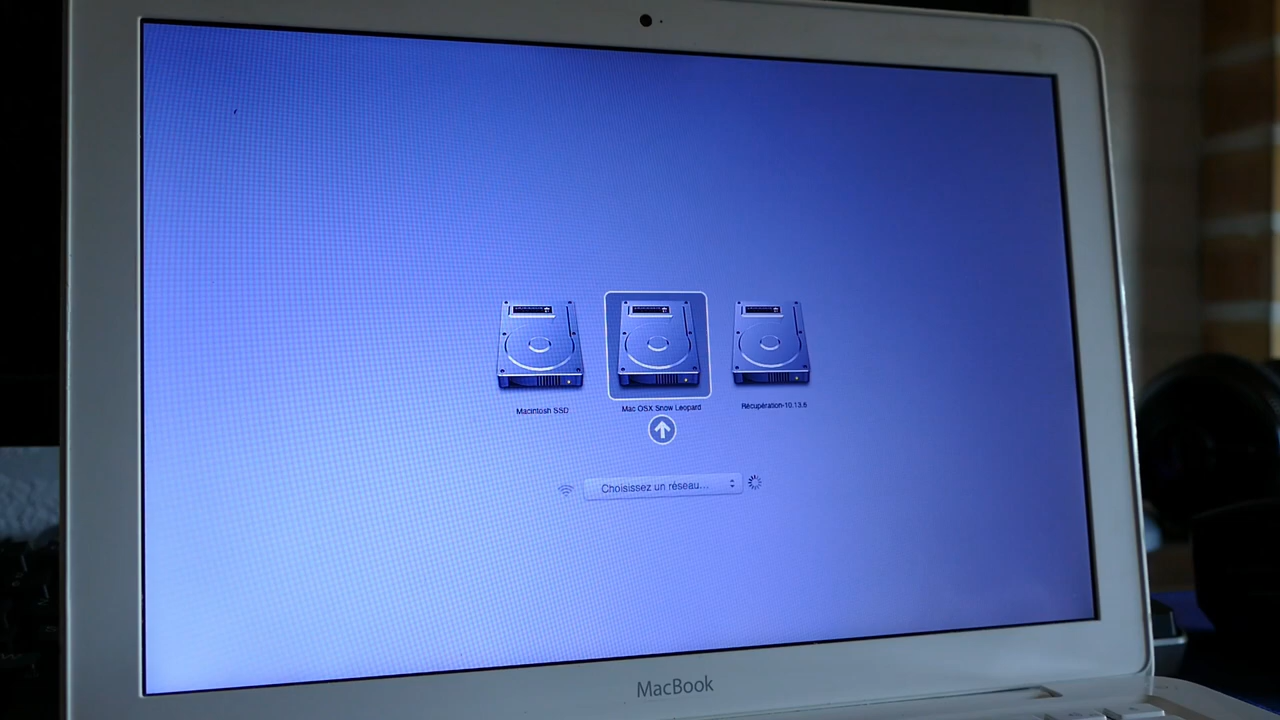 Macintosh SSD
Mac OSX Snow Leopard
Récupération-10.13.6
Choisissez un réseau...
MacBook